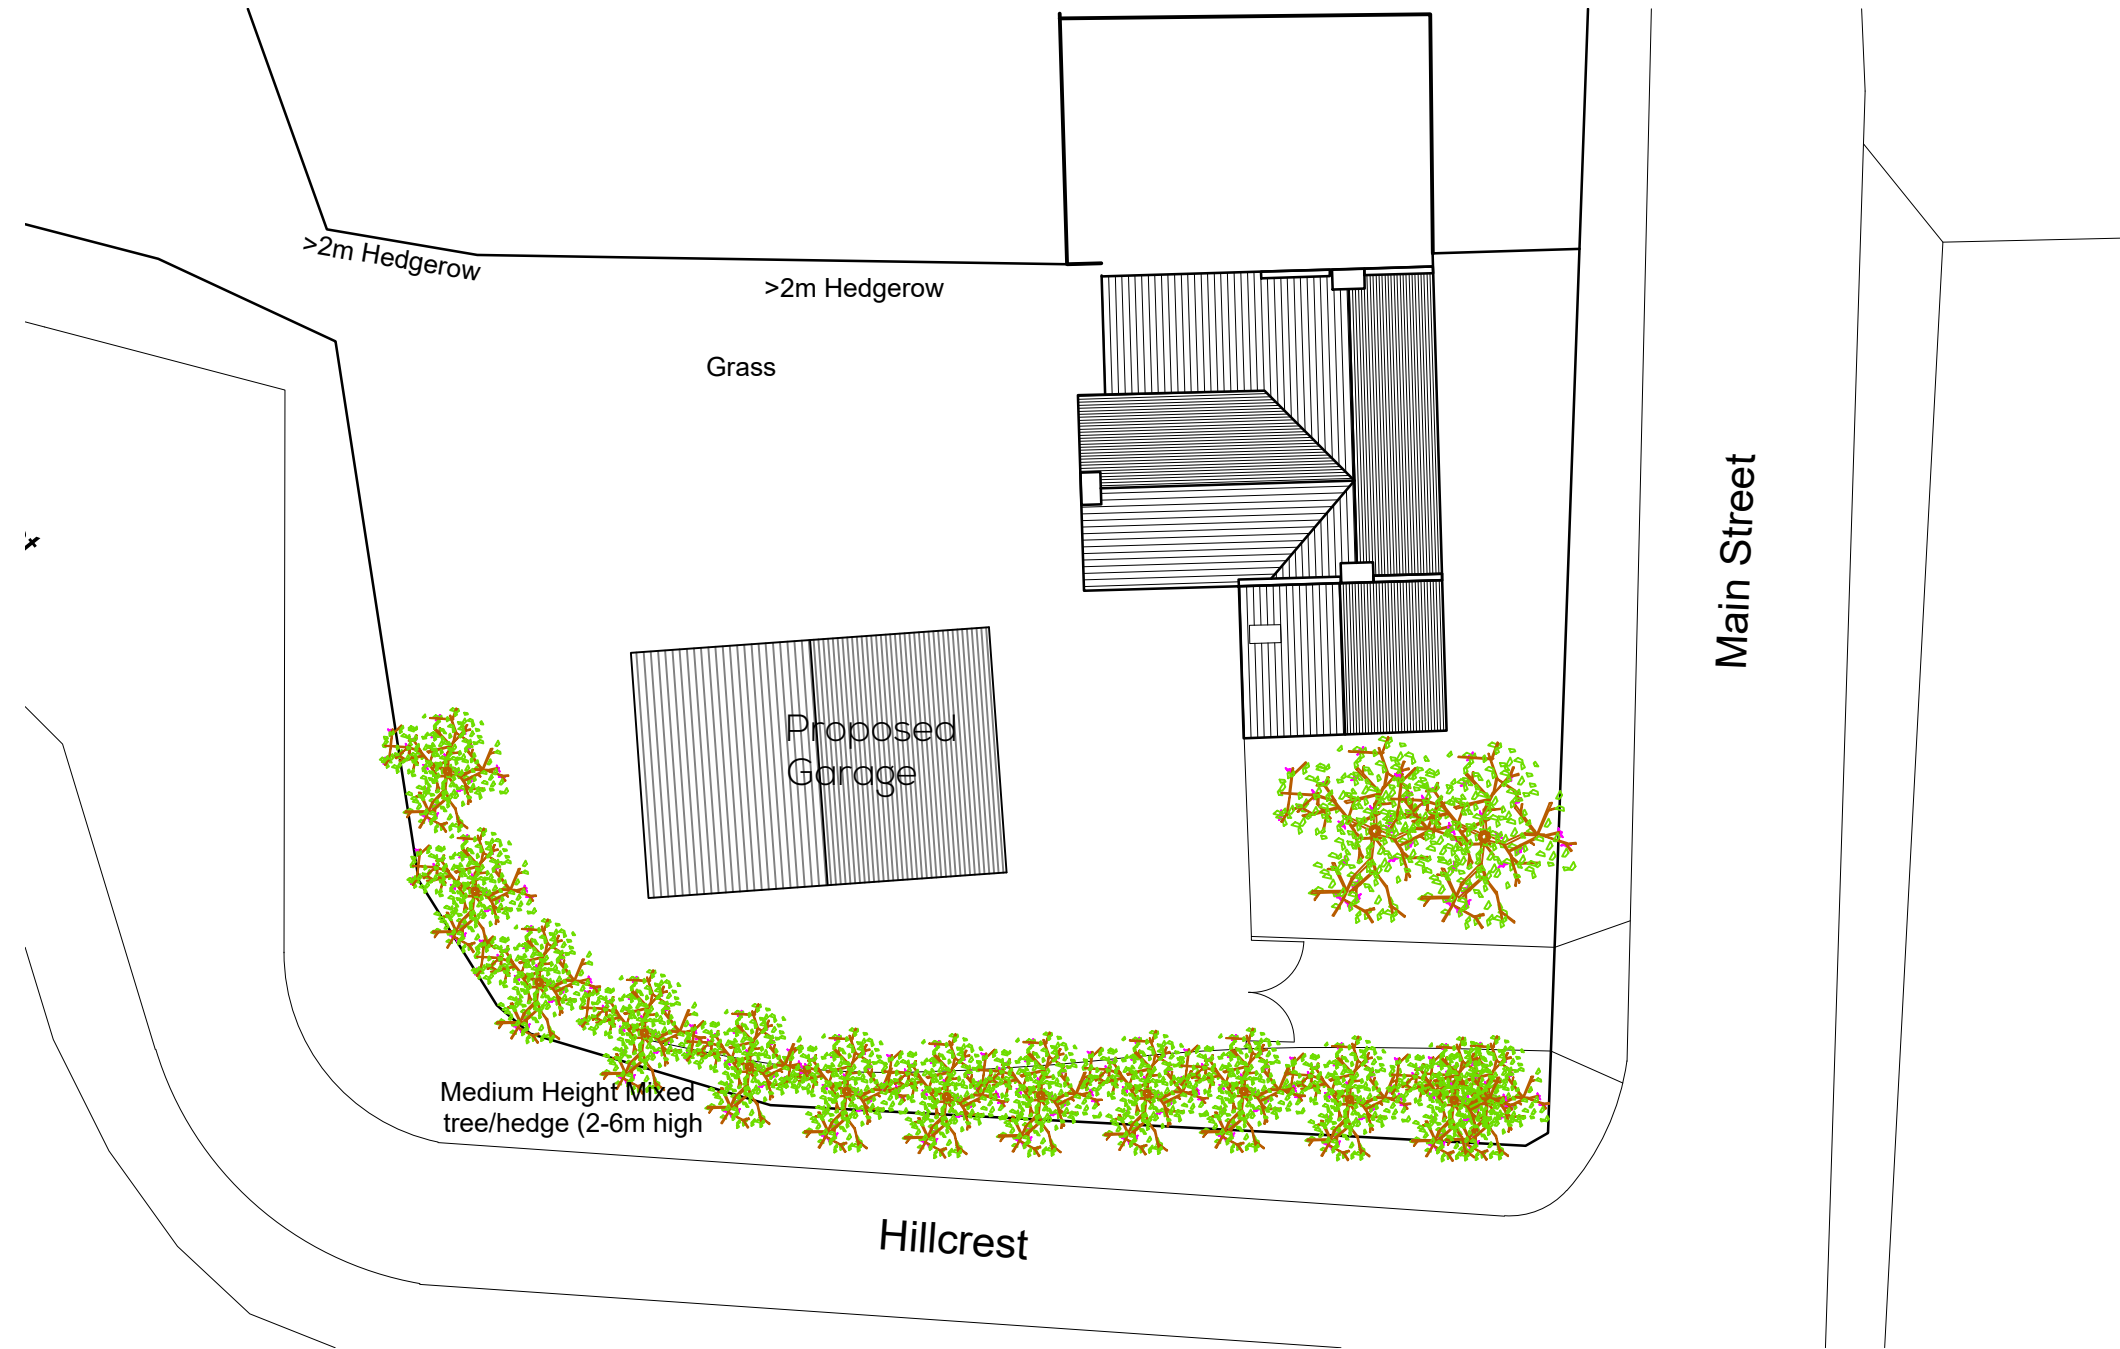 >2m Hedgerow
>2m Hedgerow
Grass
Main Street
Proposed
Garage
Medium Height Mixed
tree/hedge (2-6m high
Hillcrest